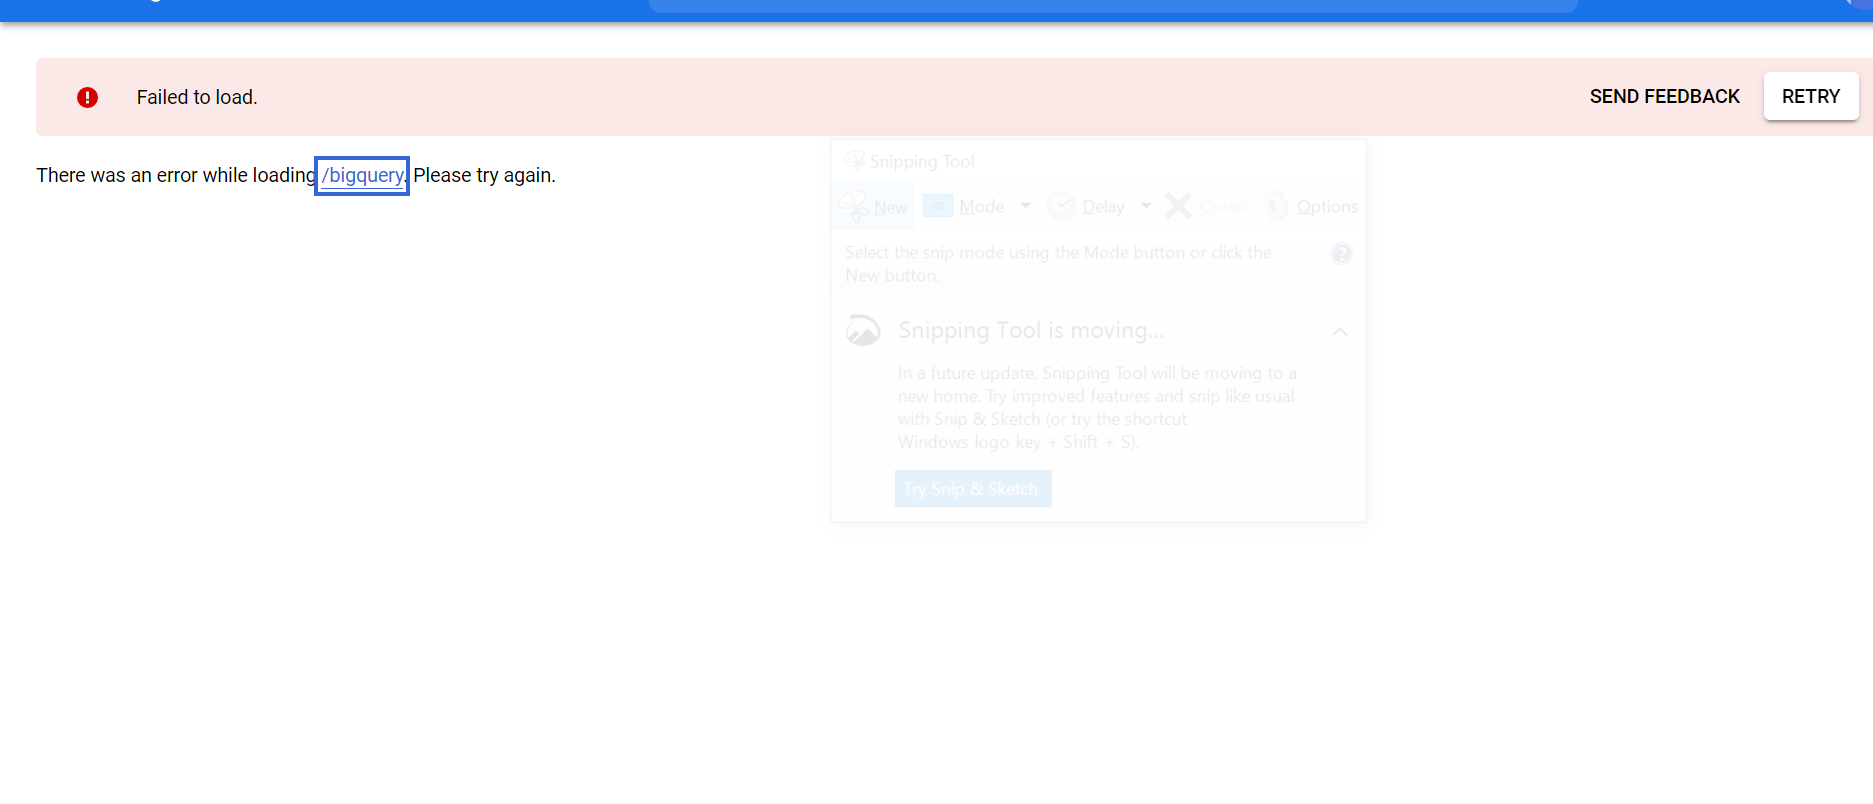 Failed to load.
SEND FEEDBACK
RETRY
There was an error while loading /bigquery. Please try again.
Snipping Tool
New
Mode
Delay
Cancel
Options
Select the snip mode using the Mode button or click the
New button.
?
Snipping Tool is moving...
In a future update, Snipping Tool will be moving to a
new home. Try improved features and snip like usual
with Snip & Sketch (or try the shortcut
Windows logo key + Shift + S).
Try Snip & Sketch